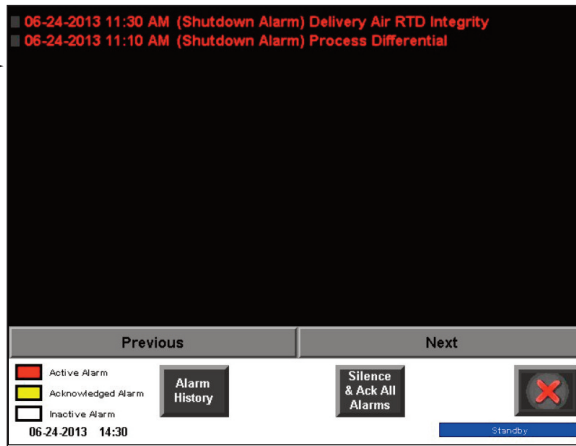 06-24-2013 11:30 AM (Shutdown Alarm) Delivery Air RTD Integrity
06-24-2013 11:10 AM (Shutdown Alarm) Process Differential
Previous
Next
Active Alarm
Acknowledged Alarm
Inactive Alarm
Alarm
History
Silence
& Ack All
Alarms
06-24-2013 14:30
Standby